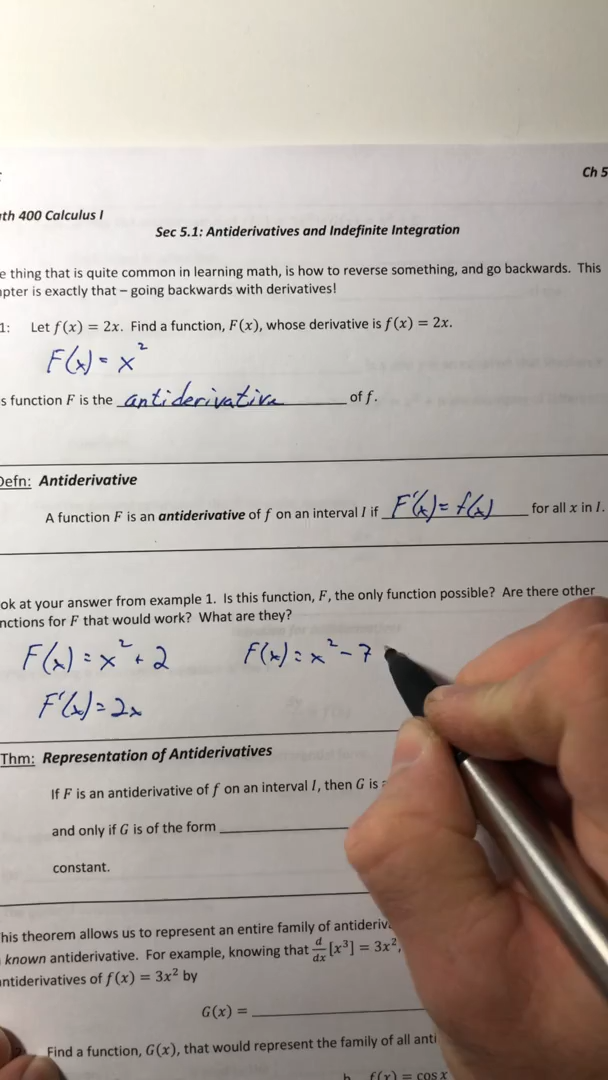 Ch 5
th 400 Calculus I
Sec 5.1: Antiderivatives and Indefinite Integration
e thing that is quite common in learning math, is how to reverse something, and go backwards. This
pter is exactly that – going backwards with derivatives!
1: Let f(x) = 2x. Find a function, F(x), whose derivative is f(x) = 2x.
F(x) = x²
s function F is the antiderivative of f.
Defn: Antiderivative
A function F is an antiderivative of f on an interval I if F'(x) = f(x) for all x in I.
ok at your answer from example 1. Is this function, F, the only function possible? Are there other
nctions for F that would work? What are they?
F(x) = x² + 2 F(x) = x² - 7
F'(x) = 2x
Thm: Representation of Antiderivatives
If F is an antiderivative of f on an interval I, then G is
and only if G is of the form
constant.
his theorem allows us to represent an entire family of antideriv
known antiderivative. For example, knowing that d/dx [x³] = 3x²,
ntiderivatives of f(x) = 3x² by
G(x) =
Find a function, G(x), that would represent the family of all anti
b. f(x) = cos x